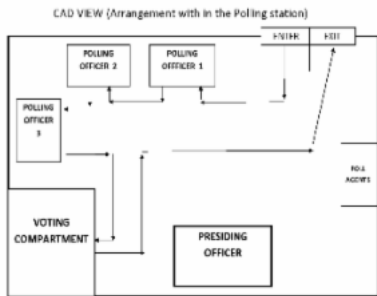 CAD VIEW (Arrangement with in the Polling station)
ENTER EXIT
POLLING
OFFICER 2
POLLING
OFFICER 1
POLLING
OFFICER
3
POLL
AGENTS
VOTING
COMPARTMENT
PRESIDING
OFFICER